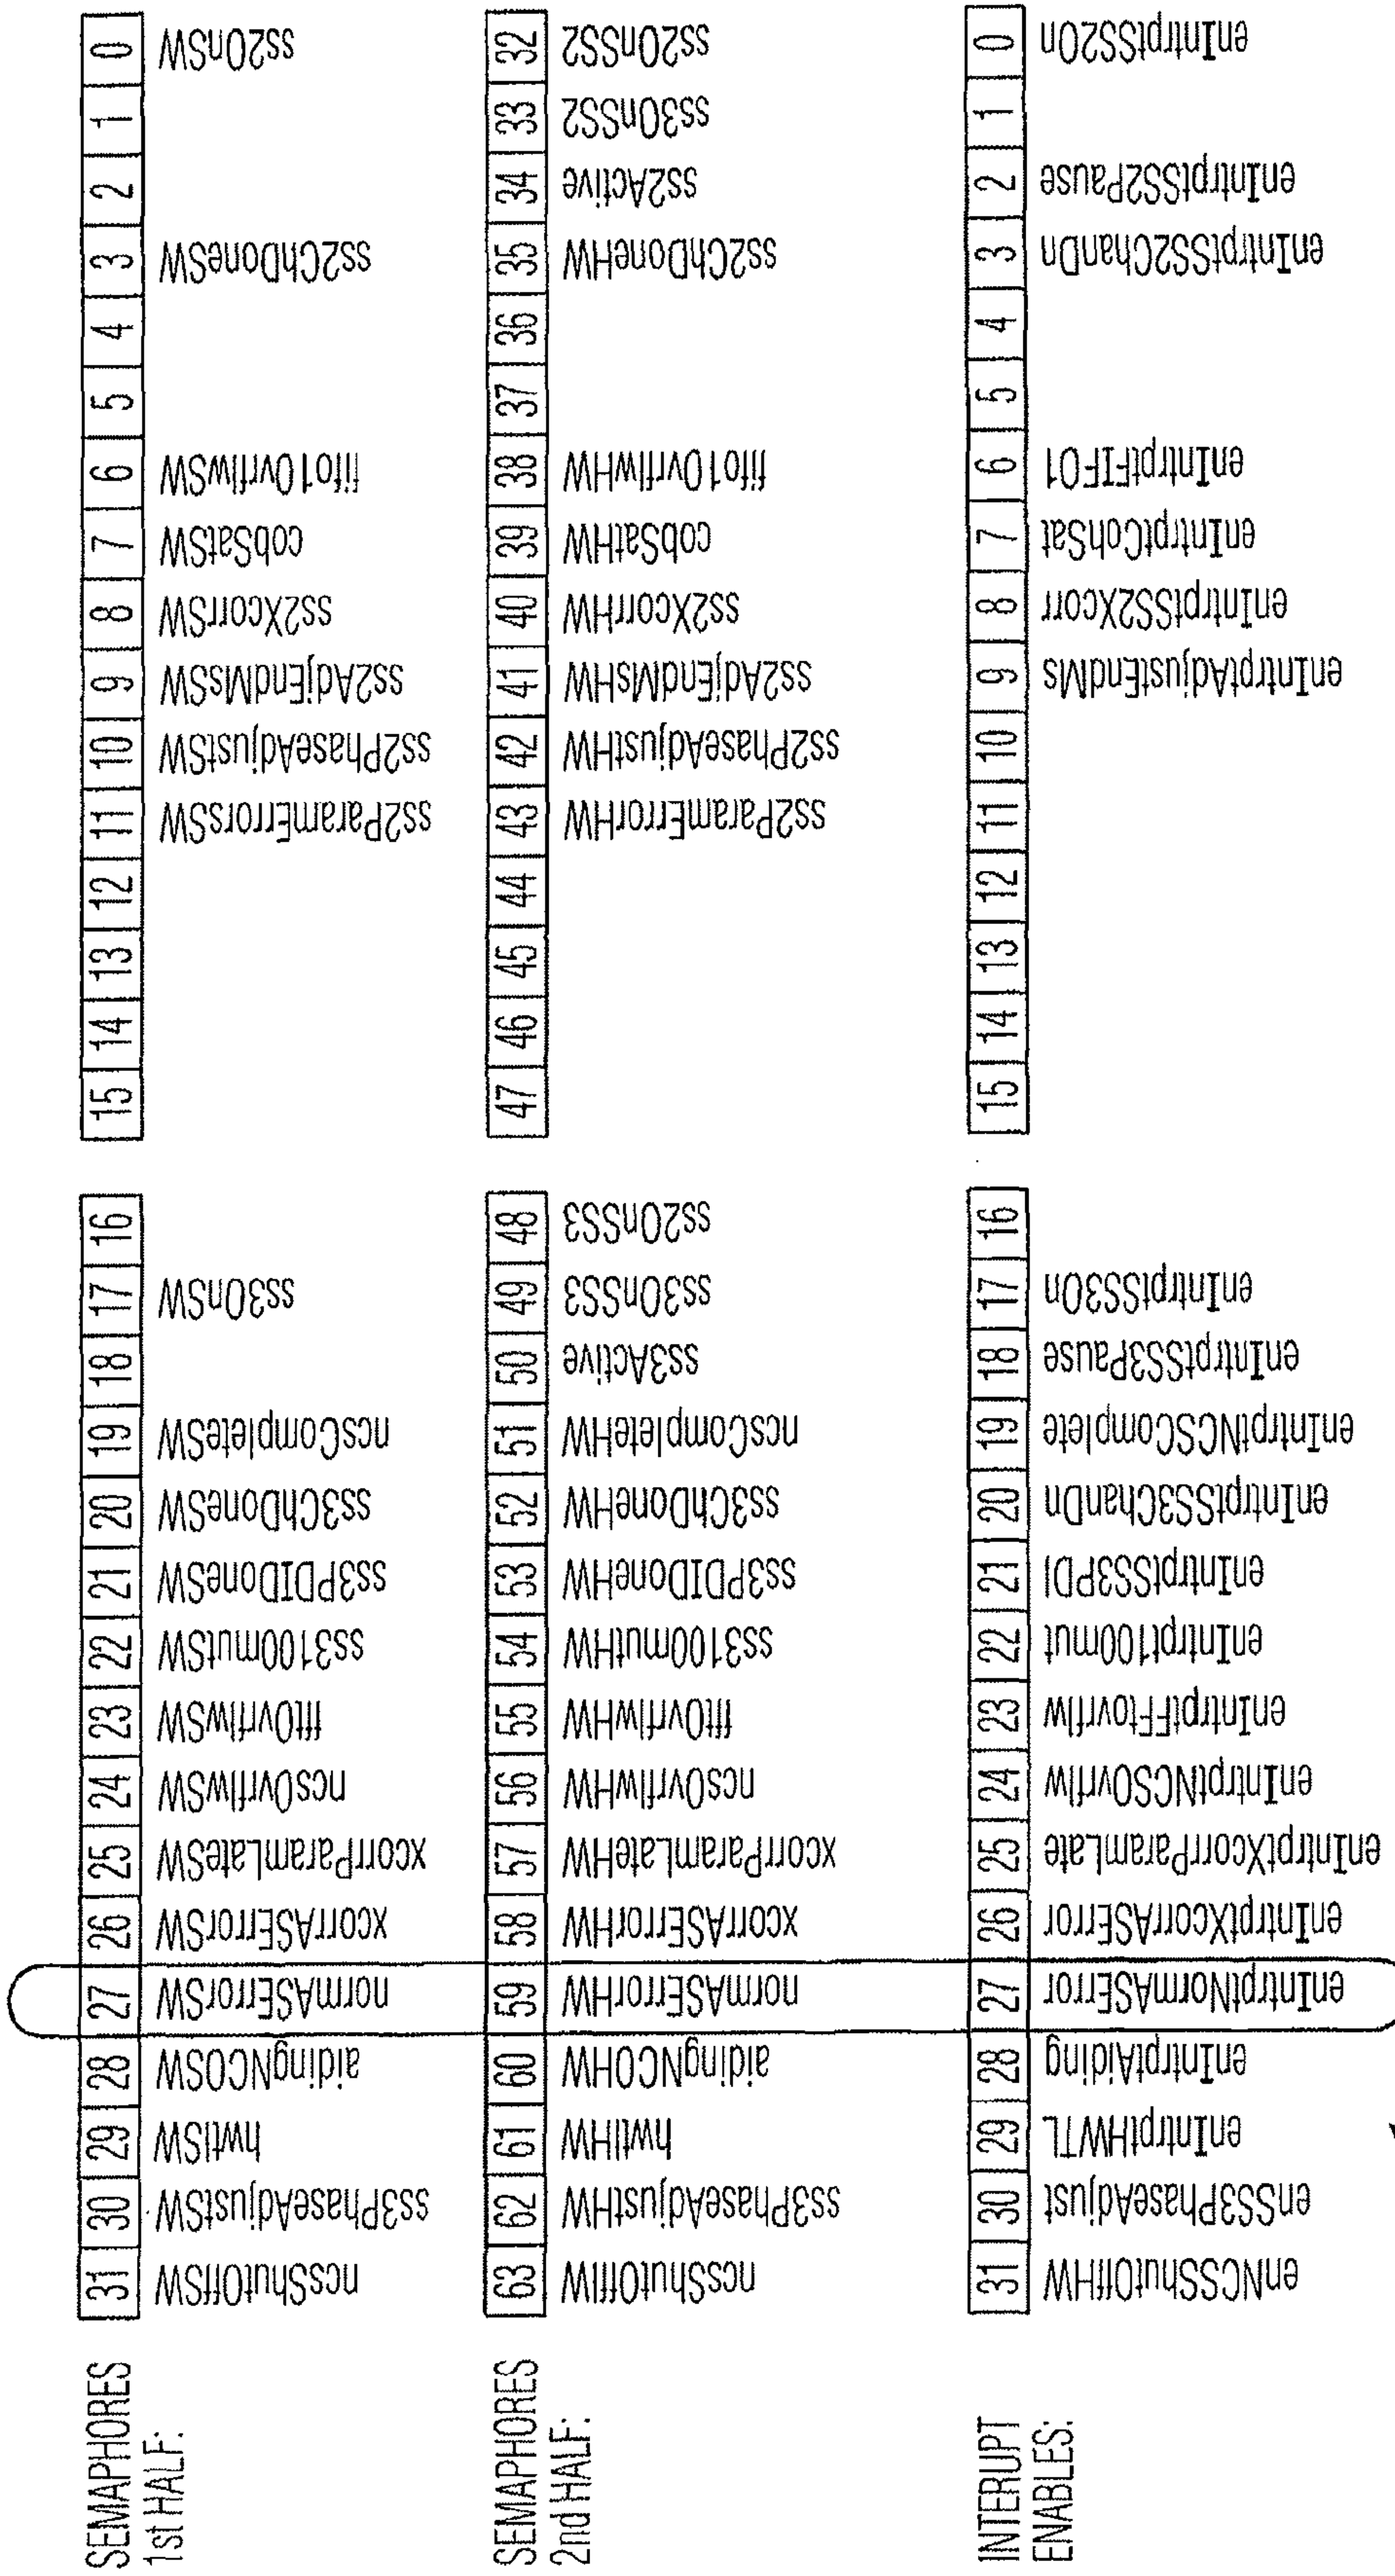 SEMAPHORES
1st HALF:
31 30 29 28 27 26 25 24 23 22 21 20 19 18 17 16
15 14 13 12 11 10 9 8 7 6 5 4 3 2 1 0
ncsShutOffSW
ss3PhaseAdjustSW
hwtlSW
aidingNCOSW
normASErrorSW
xcorrASErrorSW
xcorrParamLateSW
ncsOvrflwSW
fftOvrflwSW
ss3100mutSW
ss3PDIDoneSW
ss3ChDoneSW
ncsCompleteSW
ss3OnSW
ss2ParamErrorsSW
ss2PhaseAdjustSW
ss2AdjEndMsSW
ss2XcorrSW
cobSatSW
fifo1OvrflwSW
ss2ChDoneSW
ss2OnSW
SEMAPHORES
2nd HALF:
63 62 61 60 59 58 57 56 55 54 53 52 51 50 49 48
47 46 45 44 43 42 41 40 39 38 37 36 35 34 33 32
ncsShutOffIW
ss3PhaseAdjustHW
hwtlHW
aidingNCOHW
normASErrorHW
xcorrASErrorHW
xcorrParamLateHW
ncsOvrflwHW
fftOvrflwHW
ss3100mutHW
ss3PDIDoneHW
ss3ChDoneHW
ncsCompleteHW
ss3Active
ss3OnSS3
ss2OnSS3
ss2ParamErrorHW
ss2PhaseAdjustHW
ss2AdjEndMsHW
ss2XcorrHW
cobSatHW
fifo1OvrflwHW
ss2ChDoneHW
ss2Active
ss3OnSS2
ss2OnSS2
INTERUPT
ENABLES:
31 30 29 28 27 26 25 24 23 22 21 20 19 18 17 16
15 14 13 12 11 10 9 8 7 6 5 4 3 2 1 0
enNCSShutOffHW
enSS3PhaseAdjust
enIntrptHWTL
enIntrptAiding
enIntrptNormASError
enIntrptXcorrASError
enIntrptXcorrParamLate
enIntrptNCSOvrflw
enIntrptFFtovrflw
enIntrpt100mut
enIntrptSS3PDI
enIntrptSS3ChanDn
enIntrptNCSComplete
enIntrptSS3Pause
enIntrptSS3On
enIntrptAdjustEndMs
enIntrptSS2Xcorr
enIntrptCohSat
enIntrptFIFO1
enIntrptSS2ChanDn
enIntrptSS2Pause
enIntrptSS2On